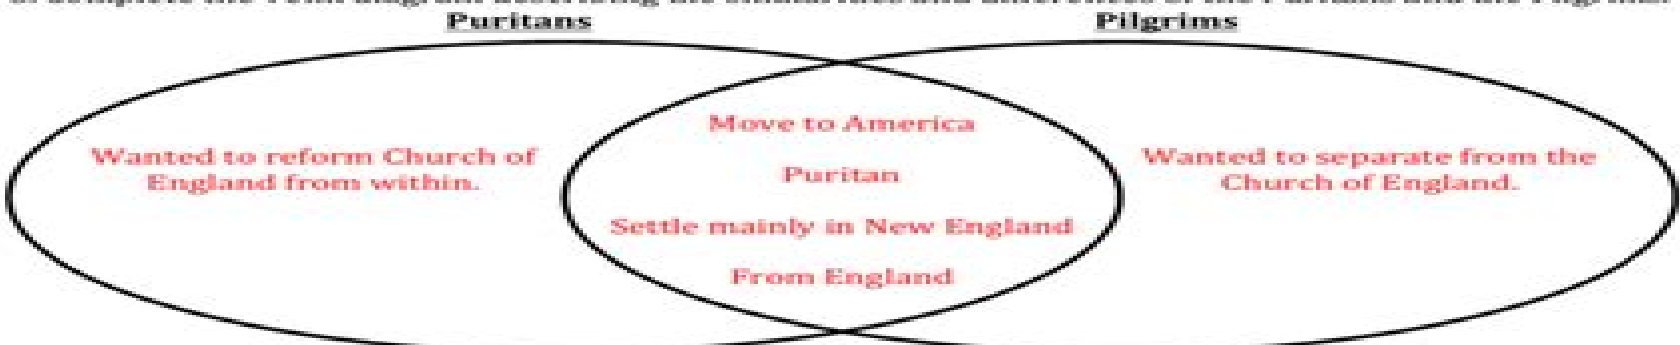 Puritans Pilgrims
Move to America
Wanted to reform Church of
England from within.
Puritan
Wanted to separate from the
Church of England.
Settle mainly in New England
From England